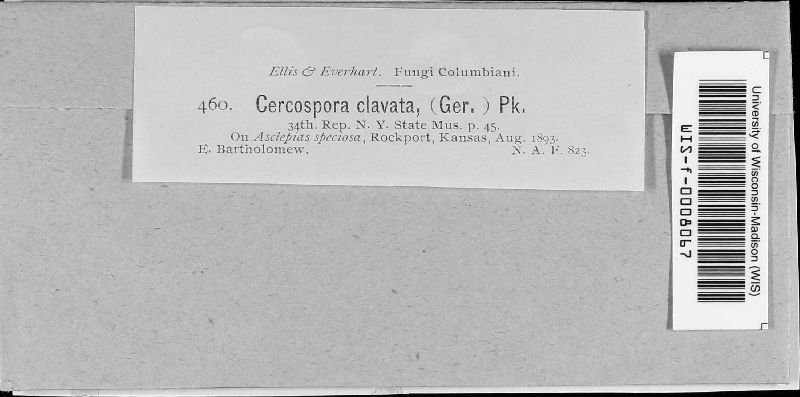 Ellis & Everhart. Fungi Columbiani.
460. Cercospora clavata, (Ger. ) Pk.
34th. Rep. N. Y. State Mus. p. 45.
On Asclepias speciosa, Rockport, Kansas, Aug. 1893.
E. Bartholomew. N. A. F. 823.
University of Wisconsin-Madison (WIS)
WIS-f-0008067